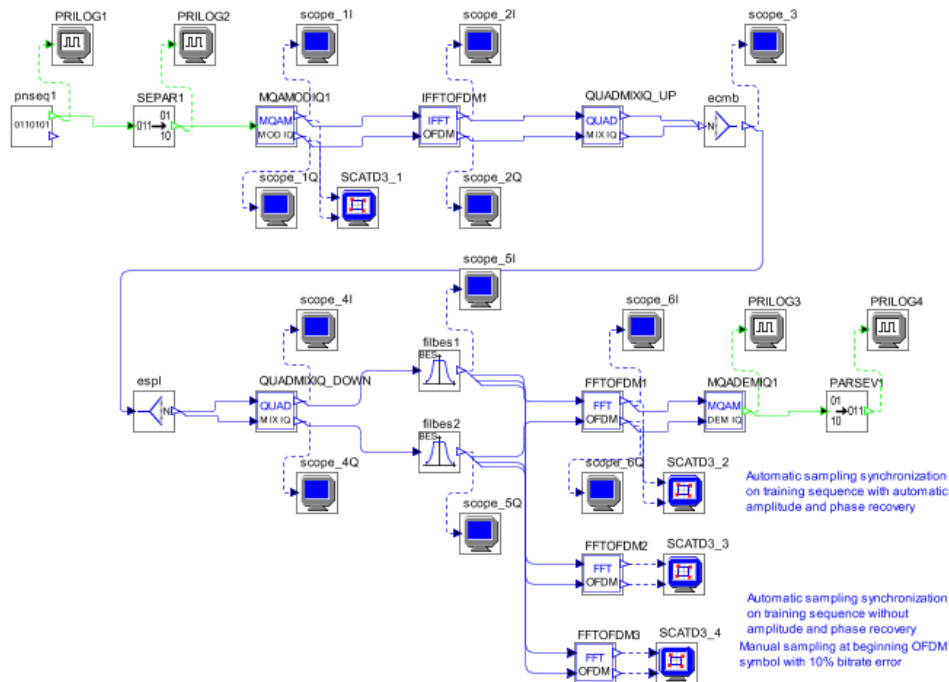 PRILOG1
PRILOG2
scope_1I
scope_2I
scope_3
pnseq1
SEPAR1
MQAMODIQ1
IFFTOFDM1
QUADMIXIQ_UP
ecmb
0110101
011
01
10
MQAM
MOD IQ
IFFT
OFDM
QUAD
MIX IQ
N
scope_1Q
SCATD3_1
scope_2Q
scope_5I
scope_4I
scope_6I
PRILOG3
PRILOG4
filbes1
BES
espl
QUADMIXIQ_DOWN
FFTOFDM1
MQADEMIQ1
PARSEV1
N
QUAD
MIX IQ
FFT
OFDM
MQAM
DEM IQ
01
10
011
filbes2
BES
scope_4Q
scope_5Q
scope_6Q
SCATD3_2
Automatic sampling synchronization
on training sequence with automatic
amplitude and phase recovery
FFTOFDM2
SCATD3_3
FFT
OFDM
Automatic sampling synchronization
on training sequence without
amplitude and phase recovery
FFTOFDM3
SCATD3_4
FFT
OFDM
Manual sampling at beginning OFDM
symbol with 10% bitrate error